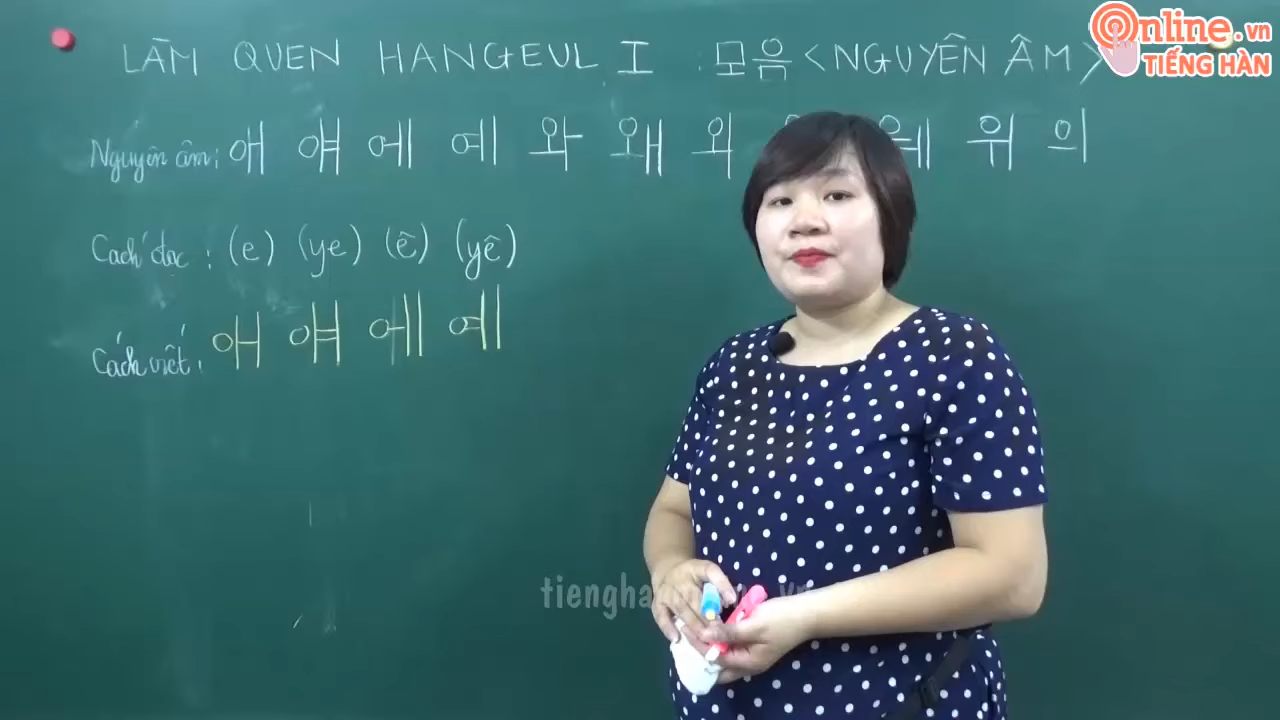 Online.vn
TIẾNG HÀN
LÀM QUEN HANGEUL I : 모음 <NGUYÊN ÂM>
Nguyên âm: 애 얘 에 예 와 왜 외 웨 위 의
Cách đọc : (e) (ye) (ê) (yê)
Cách viết: 애 얘 에 예